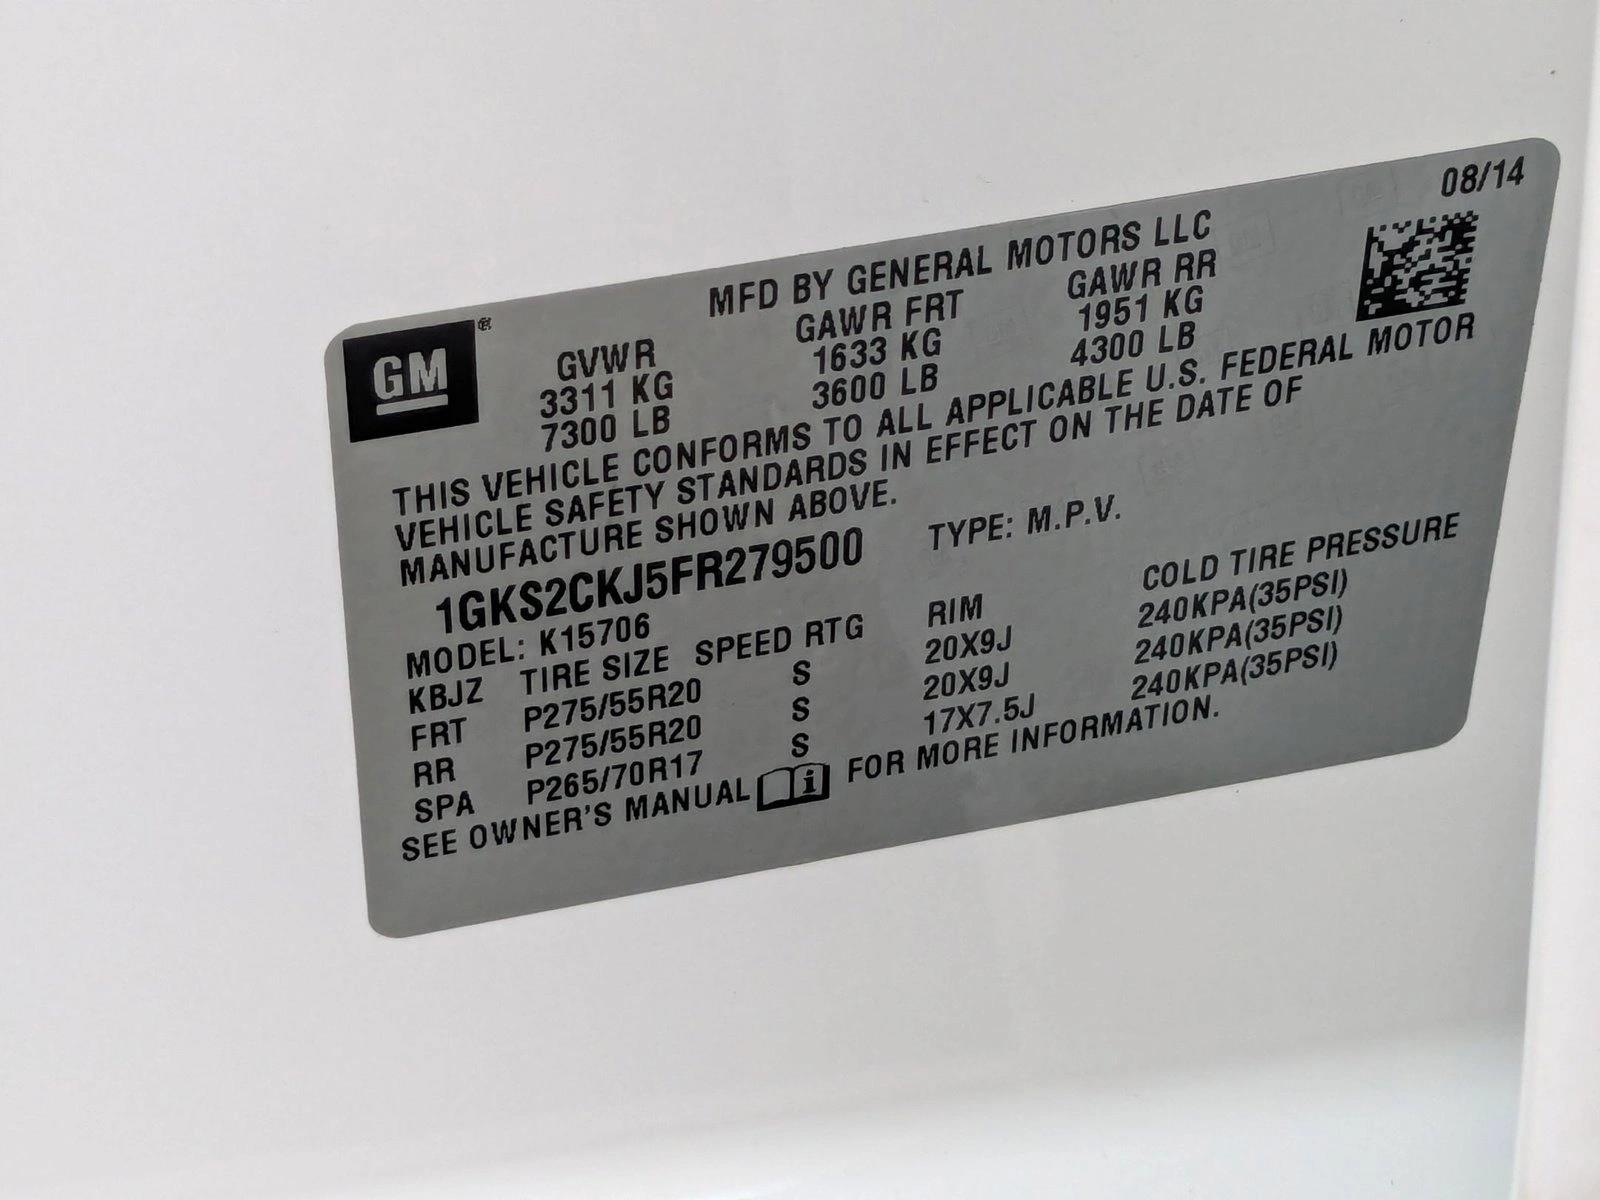 08/14
MFD BY GENERAL MOTORS LLC
GM
GVWR GAWR FRT GAWR RR
3311 KG 1633 KG 1951 KG
7300 LB 3600 LB 4300 LB
THIS VEHICLE CONFORMS TO ALL APPLICABLE U.S. FEDERAL MOTOR
VEHICLE SAFETY STANDARDS IN EFFECT ON THE DATE OF
MANUFACTURE SHOWN ABOVE.
1GKS2CKJ5FR279500 TYPE: M.P.V.
MODEL: K15706
KBJZ TIRE SIZE SPEED RTG RIM COLD TIRE PRESSURE
FRT P275/55R20 S 20X9J 240KPA(35PSI)
RR P275/55R20 S 20X9J 240KPA(35PSI)
SPA P265/70R17 S 17X7.5J 240KPA(35PSI)
SEE OWNER'S MANUAL i FOR MORE INFORMATION.